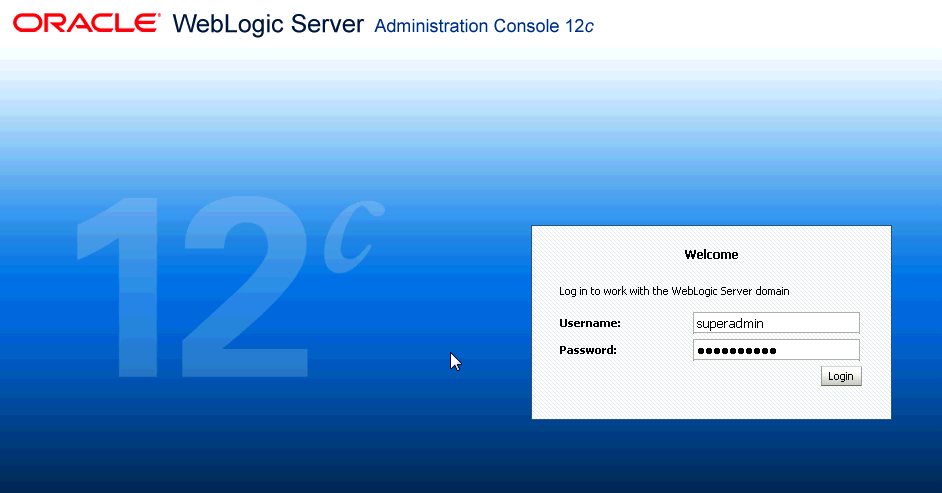 ORACLE® WebLogic Server Administration Console 12c
12c
Welcome
Log in to work with the WebLogic Server domain
Username: superadmin
Password: ●●●●●●●●●●
Login